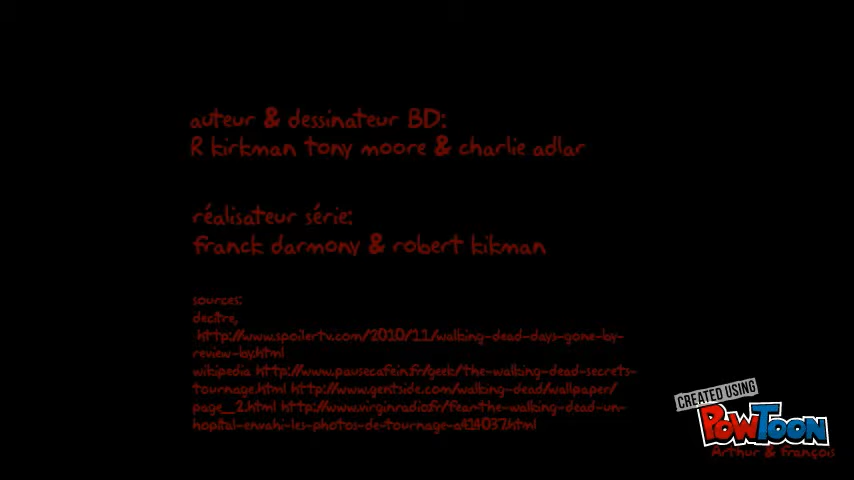 auteur & dessinateur BD:
R kirkman tony moore & charlie adlar
réalisateur série:
franck darmony & robert kikman
sources:
decitre,
http://www.spoilertv.com/2010/11/walking-dead-days-gone-by-
review-by.html
wikipedia http://www.pausecafein.fr/geek/the-walking-dead-secrets-
tournage.html http://www.gentside.com/walking-dead/wallpaper/
page_2.html http://www.virginradio.fr/fear-the-walking-dead-un-
hopital-envahi-les-photos-de-tournage-a414037.html
CREATED USING
POWTOON
Arthur & François